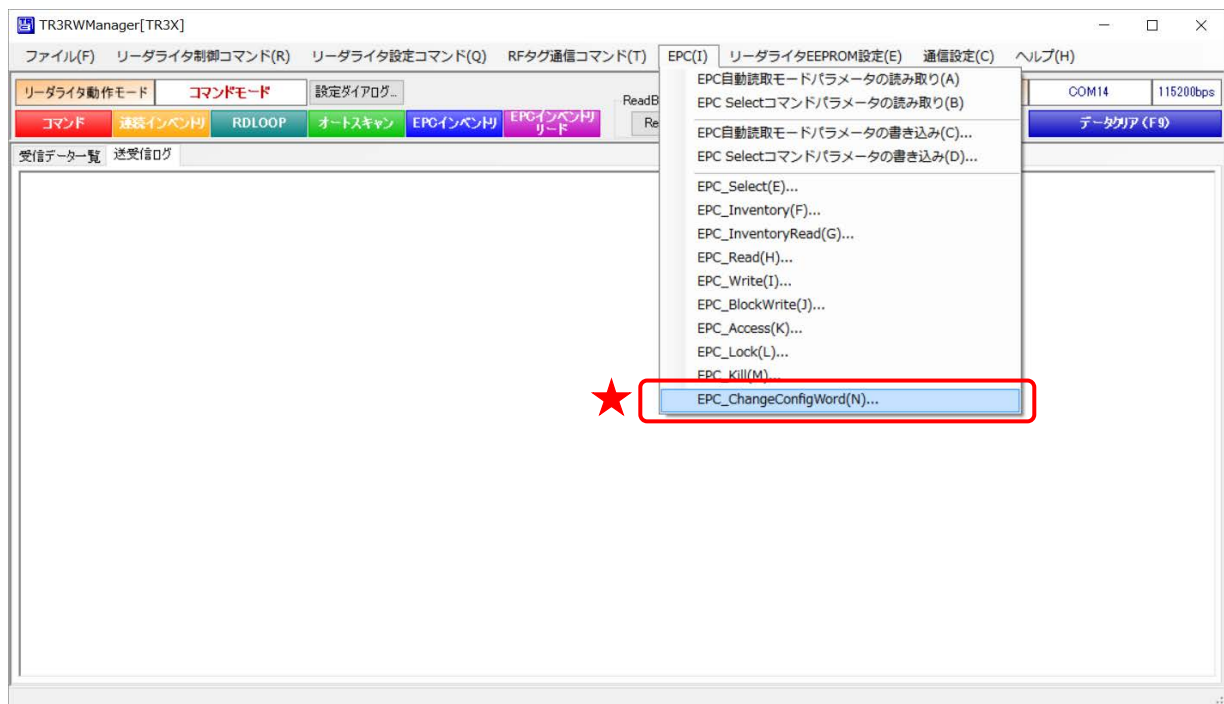 TR3RWManager[TR3X]
ファイル(F) リーダライタ制御コマンド(R) リーダライタ設定コマンド(Q) RFタグ通信コマンド(T) EPC(I) リーダライタEEPROM設定(E) 通信設定(C) ヘルプ(H)
リーダライタ動作モード コマンドモード 設定ダイアログ... COM14 115200bps
コマンド 連続インベントリ RDLOOP オートスキャン EPCインベントリ EPCインベントリ
リード データクリア(F9)
受信データ一覧 送受信ログ
EPC自動読取モードパラメータの読み取り(A)
EPC Selectコマンドパラメータの読み取り(B)
EPC自動読取モードパラメータの書き込み(C)...
EPC Selectコマンドパラメータの書き込み(D)...
EPC_Select(E)...
EPC_Inventory(F)...
EPC_InventoryRead(G)...
EPC_Read(H)...
EPC_Write(I)...
EPC_BlockWrite(J)...
EPC_Access(K)...
EPC_Lock(L)...
EPC_Kill(M)...
EPC_ChangeConfigWord(N)...